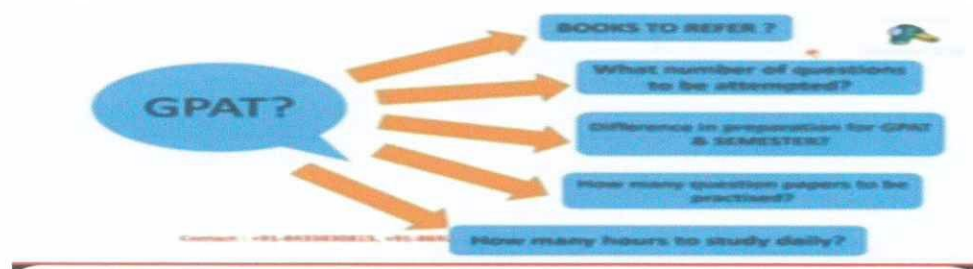 BOOKS TO REFER ?
GPAT?
What number of questions
to be attempted?
Difference in preparation for GPAT
& SEMESTER?
How many question papers to be
practised?
How many hours to study daily?
Contact :